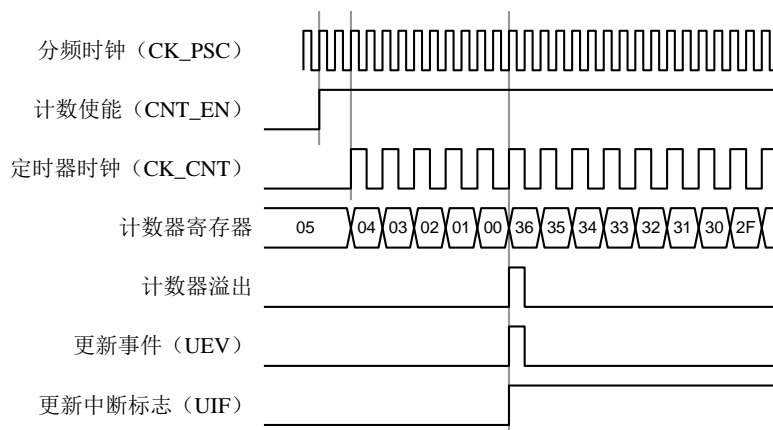 分频时钟（CK_PSC）
计数使能（CNT_EN）
定时器时钟（CK_CNT）
计数器寄存器 05 04 03 02 01 00 36 35 34 33 32 31 30 2F
计数器溢出
更新事件（UEV）
更新中断标志（UIF）